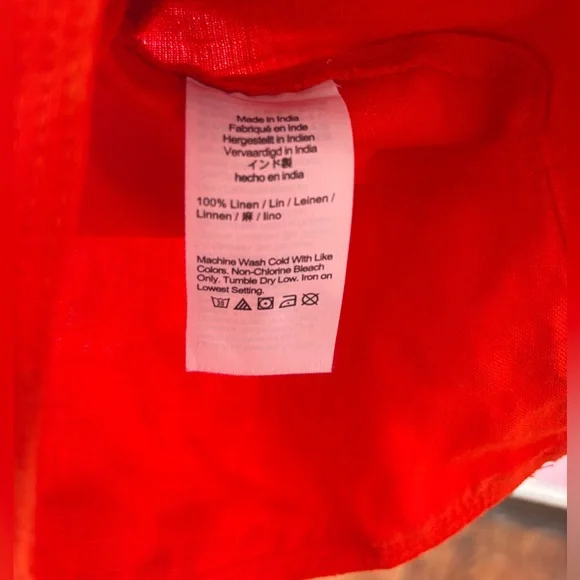 Made in India
Fabriqué en Inde
Hergestellt in Indien
Vervaardigd in India
インド製
hecho en india
100% Linen / Lin / Leinen /
Linnen / 麻 / lino
Machine Wash Cold With Like
Colors. Non-Chlorine Bleach
Only. Tumble Dry Low. Iron on
Lowest Setting.